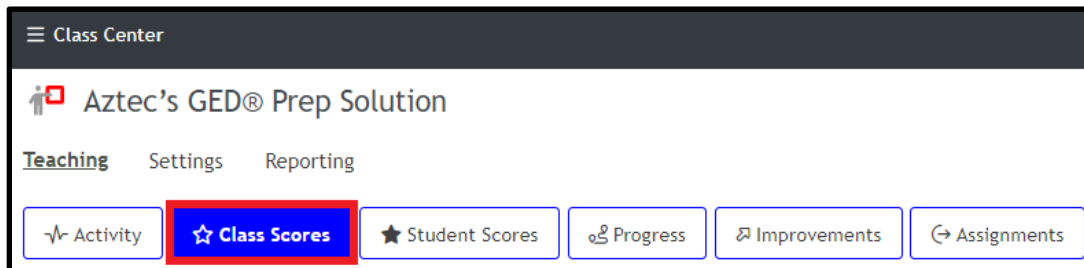 Class Center
Aztec’s GED® Prep Solution
Teaching Settings Reporting
Activity Class Scores Student Scores Progress Improvements Assignments